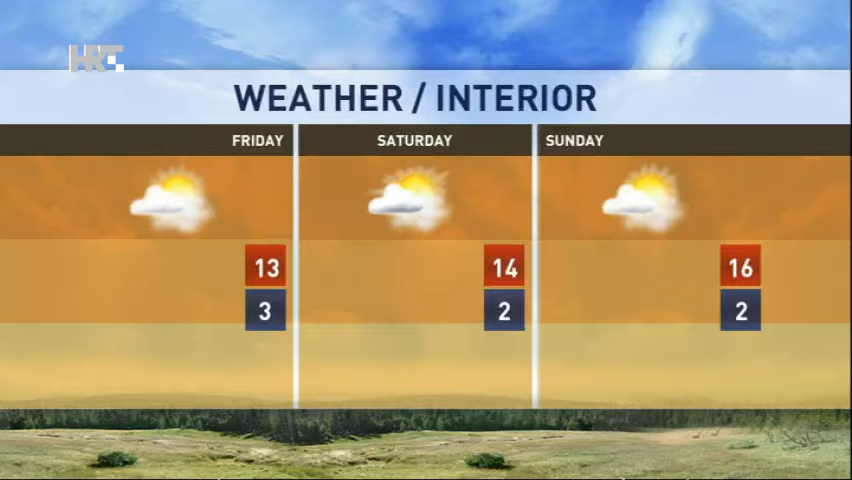 HRT
WEATHER / INTERIOR
FRIDAY SATURDAY SUNDAY
13 14 16
3 2 2